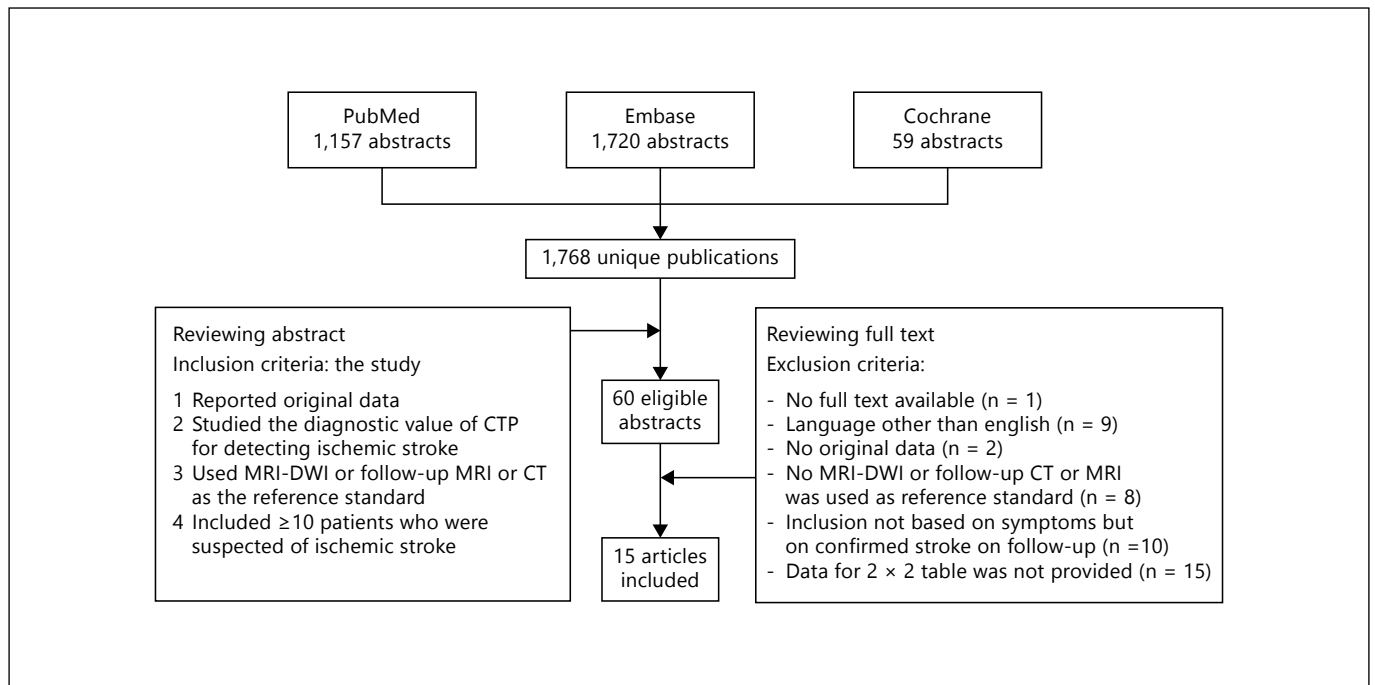 PubMed
1,157 abstracts
Embase
1,720 abstracts
Cochrane
59 abstracts
1,768 unique publications
Reviewing abstract
Inclusion criteria: the study
1 Reported original data
2 Studied the diagnostic value of CTP
for detecting ischemic stroke
3 Used MRI-DWI or follow-up MRI or CT
as the reference standard
4 Included ≥10 patients who were
suspected of ischemic stroke
60 eligible
abstracts
Reviewing full text
Exclusion criteria:
- No full text available (n = 1)
- Language other than english (n = 9)
- No original data (n = 2)
- No MRI-DWI or follow-up CT or MRI
was used as reference standard (n = 8)
- Inclusion not based on symptoms but
on confirmed stroke on follow-up (n =10)
- Data for 2 × 2 table was not provided (n = 15)
15 articles
included